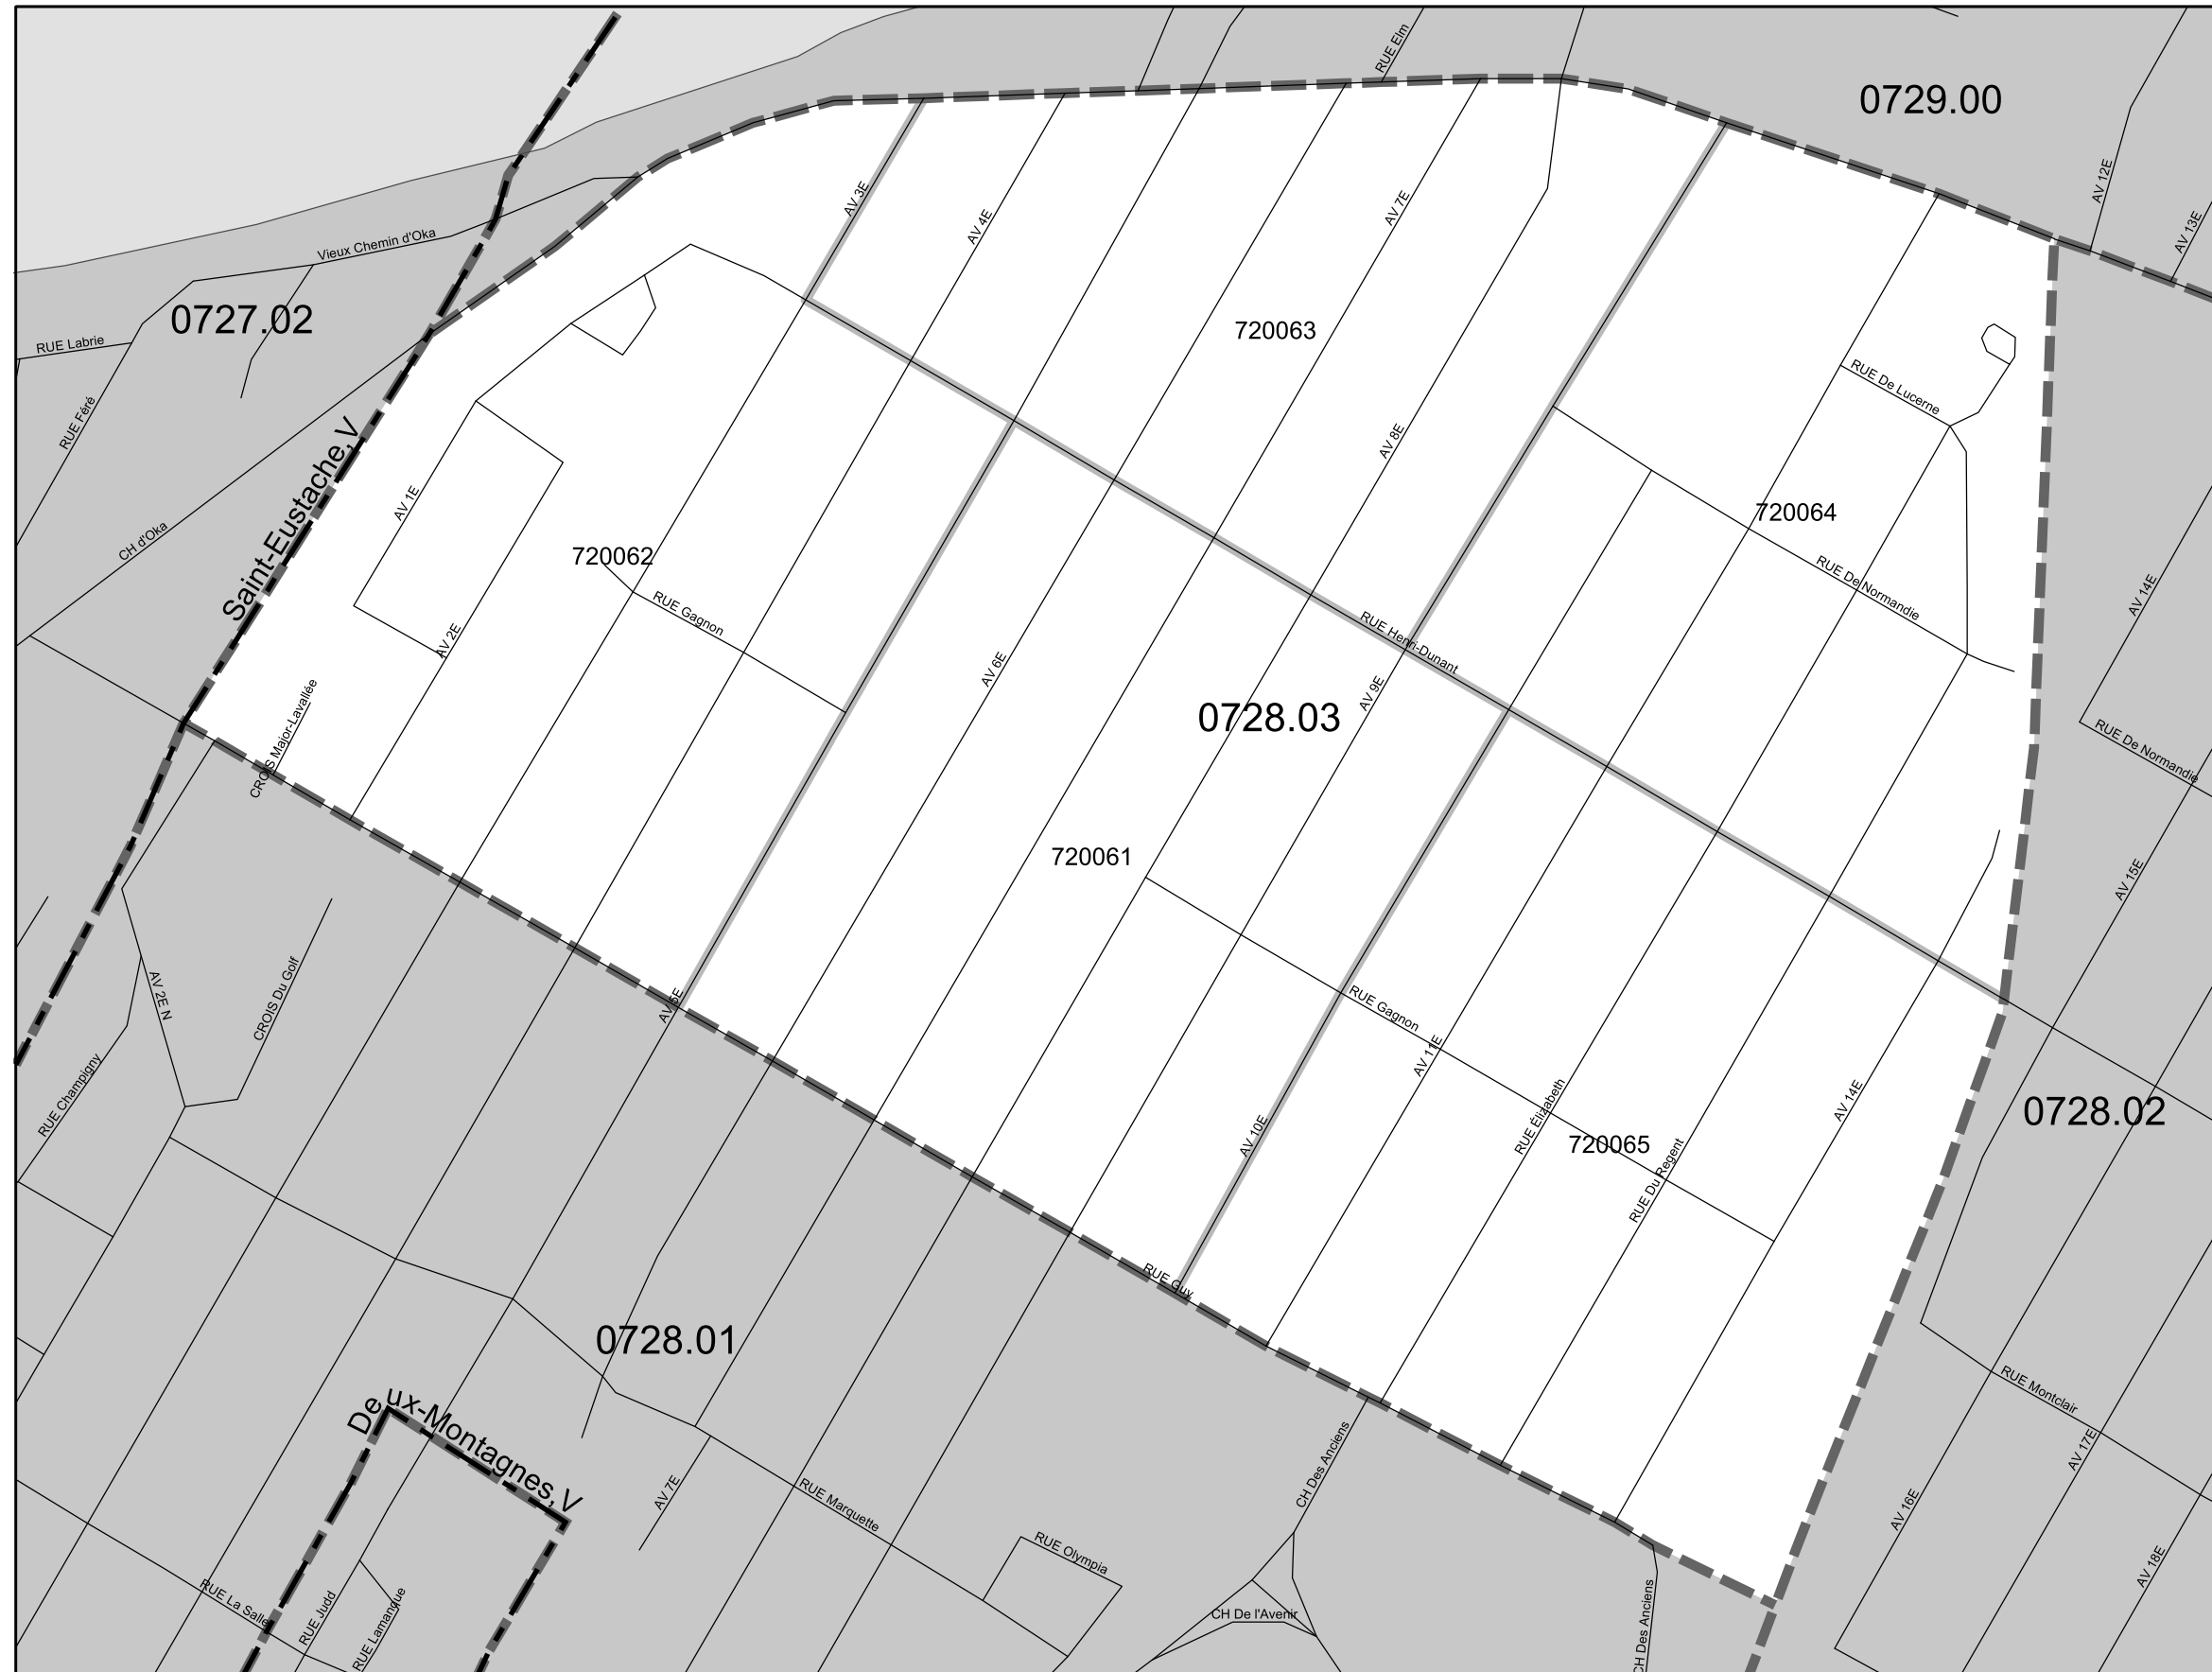 RUE Elm
0729.00
AV 12E
AV 13E
Vieux Chemin d'Oka
AV 3E
AV 4E
AV 7E
0727.02
720063
RUE Labrie
RUE De Lucerne
RUE Féré
AV 8E
Saint-Eustache, V
AV 1E
720064
CH d'Oka
720062
RUE De Normandie
AV 14E
RUE Gagnon
RUE Henri-Dunant
AV 2E
AV 6E
AV 9E
0728.03
CROIS Major-Lavallée
RUE De Normandie
720061
AV 15E
AV 2E N
CROIS Du Golf
AV 5E
RUE Gagnon
AV 11E
RUE Champigny
AV 10E
RUE Élizabeth
720065
AV 14E
0728.02
RUE Du Regent
RUE Guy
0728.01
RUE Montclair
Deux-Montagnes, V
AV 17E
CH Des Anciens
AV 7E
RUE Marquette
AV 16E
RUE Olympia
AV 18E
RUE La Salle
RUE Judd
RUE Lamarque
CH De l'Avenir
CH Des Anciens